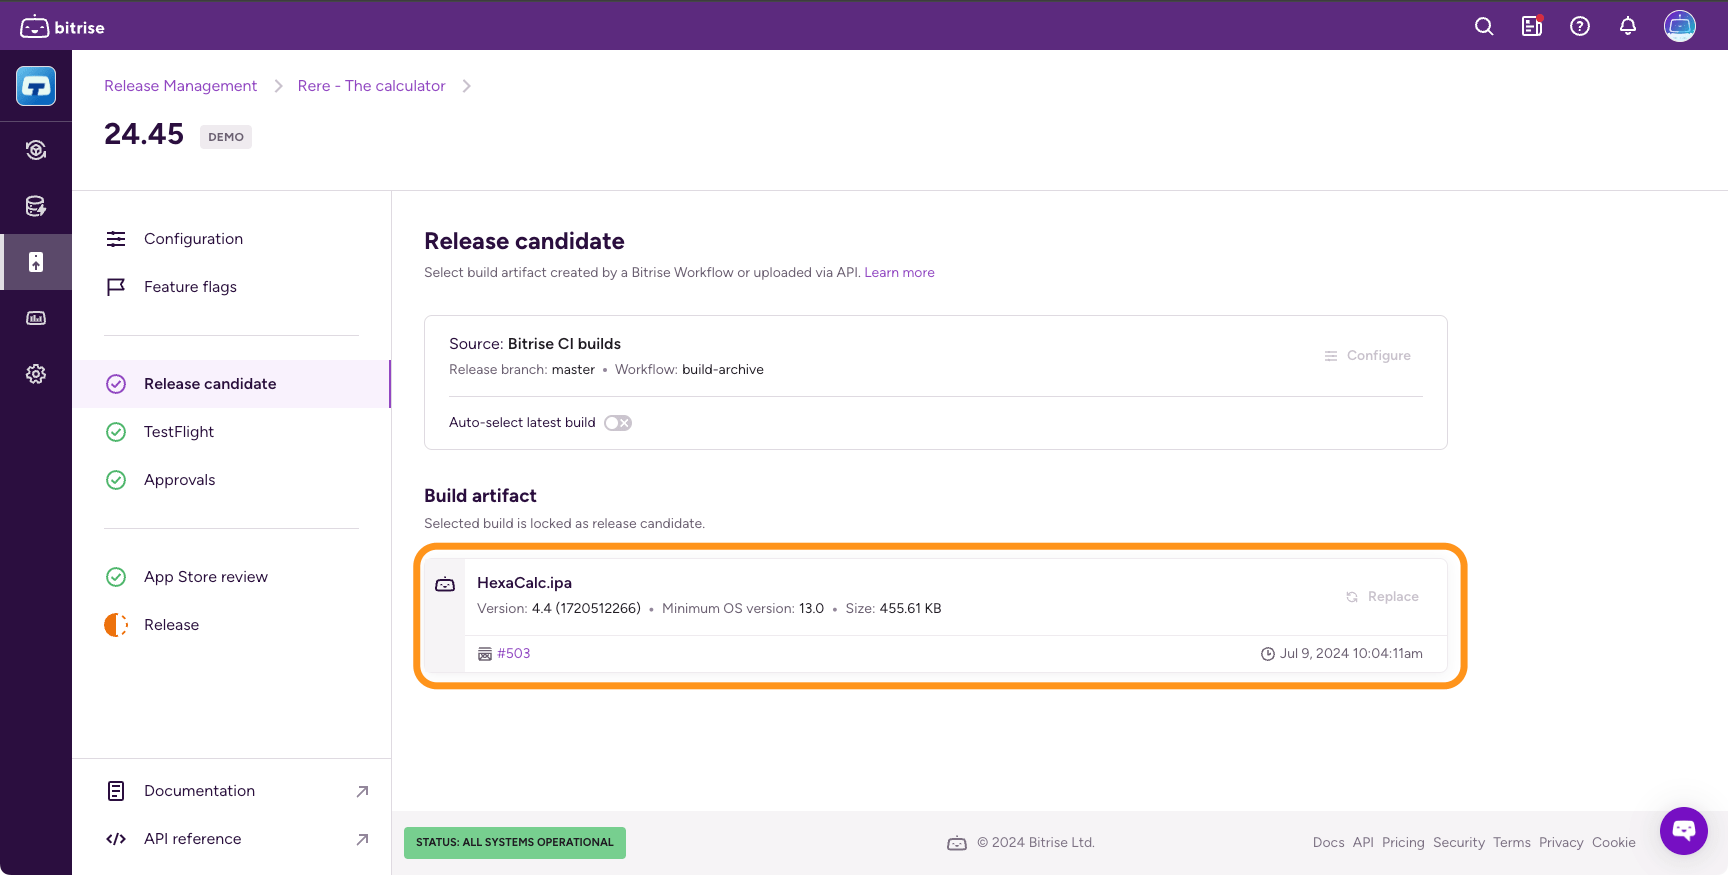 bitrise
Release Management
Rere - The calculator
24.45
DEMO
Configuration
Feature flags
Release candidate
TestFlight
Approvals
App Store review
Release
Documentation
API reference
Release candidate
Select build artifact created by a Bitrise Workflow or uploaded via API. Learn more
Source: Bitrise CI builds
Release branch: master • Workflow: build-archive
Configure
Auto-select latest build
Build artifact
Selected build is locked as release candidate.
HexaCalc.ipa
Version: 4.4 (1720512266) • Minimum OS version: 13.0 • Size: 455.61 KB
Replace
#503
Jul 9, 2024 10:04:11am
STATUS: ALL SYSTEMS OPERATIONAL
© 2024 Bitrise Ltd.
Docs API Pricing Security Terms Privacy Cookie